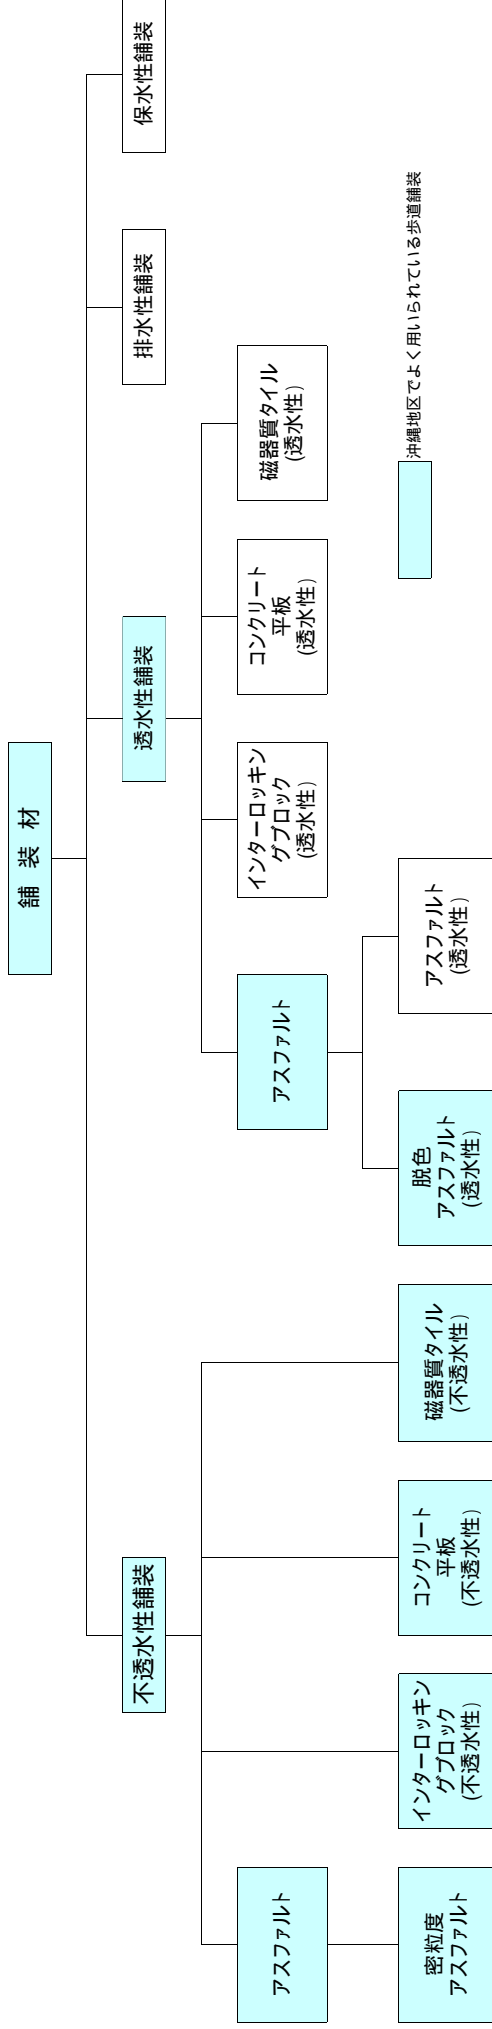 舗 装 材
不透水性舗装
透水性舗装
排水性舗装
保水性舗装
アスファルト
アスファルト
インターロッキン
グブロック
(透水性)
コンクリート
平板
(透水性)
磁器質タイル
(透水性)
密粒度
アスファルト
インターロッキン
グブロック
(不透水性)
コンクリート
平板
(不透水性)
磁器質タイル
(不透水性)
脱色
アスファルト
(透水性)
アスファルト
(透水性)
沖縄地区でよく用いられている歩道舗装